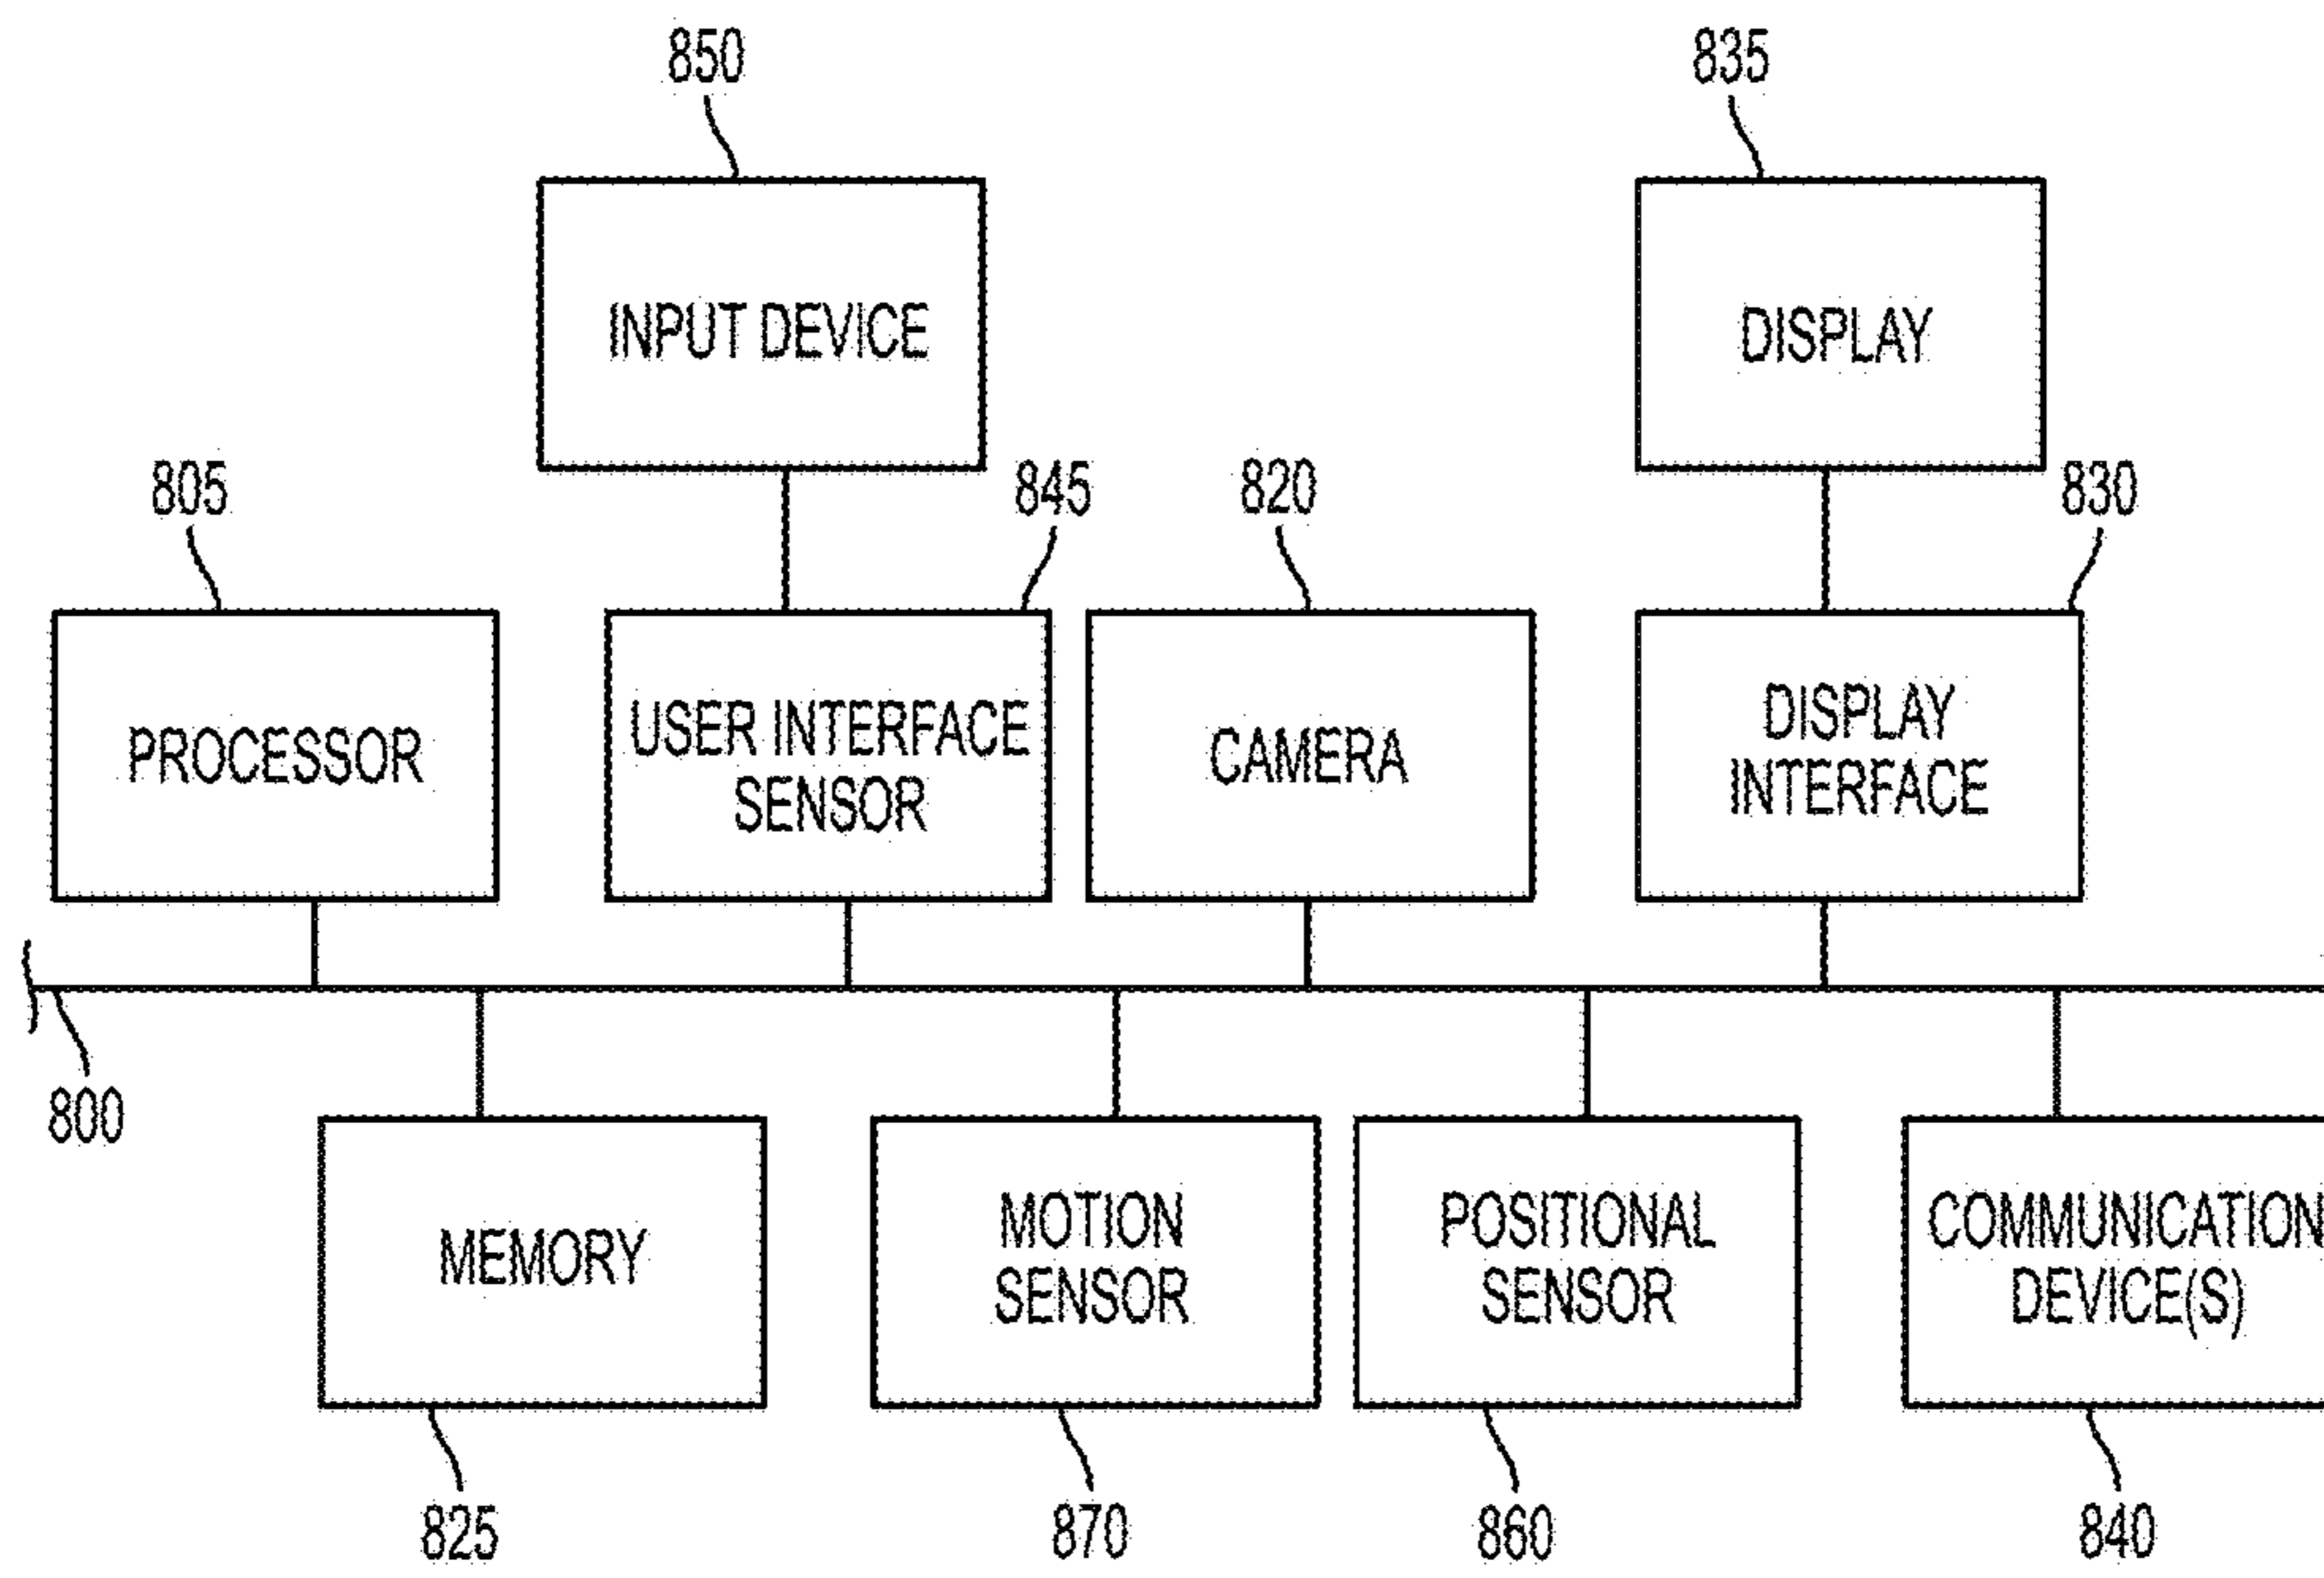 850
835
INPUT DEVICE
DISPLAY
805
845
820
830
PROCESSOR
USER INTERFACE
SENSOR
CAMERA
DISPLAY
INTERFACE
800
MEMORY
MOTION
SENSOR
POSITIONAL
SENSOR
COMMUNICATION
DEVICE(S)
825
870
860
840